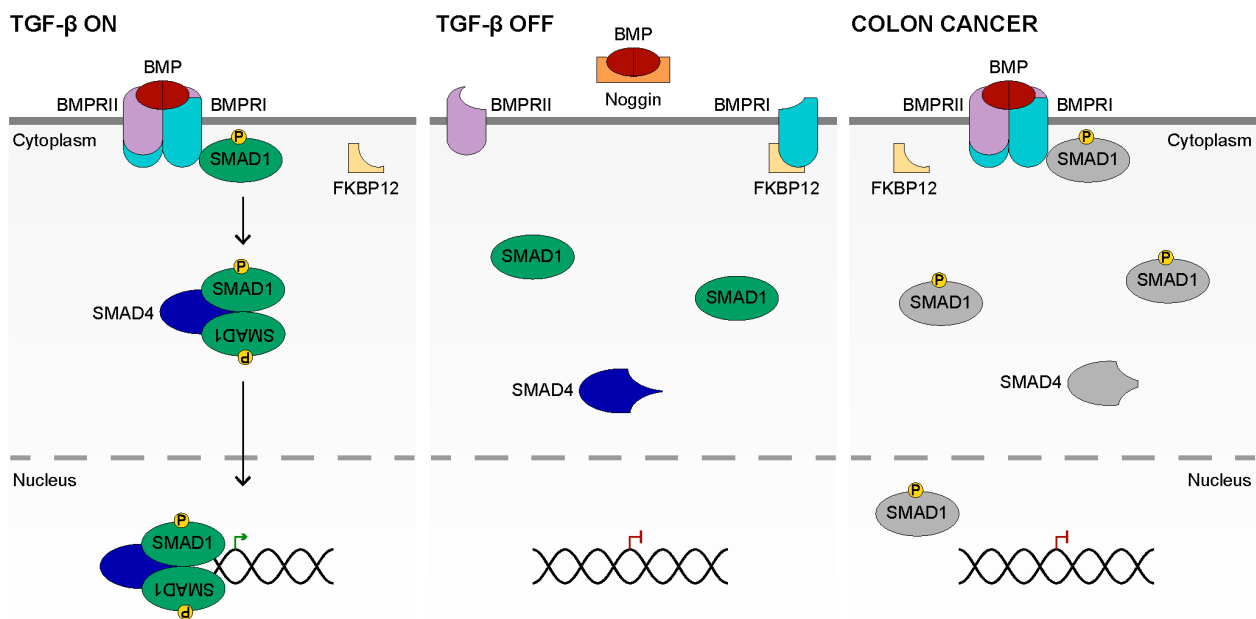 TGF-β ON
BMP
BMPRII
BMPRI
Cytoplasm
P
SMAD1
FKBP12
P
SMAD1
SMAD4
SMAD1
P
Nucleus
P
SMAD1
SMAD1
P
TGF-β OFF
BMP
Noggin
BMPRII
BMPRI
FKBP12
SMAD1
SMAD1
SMAD4
COLON CANCER
BMP
BMPRII
BMPRI
Cytoplasm
P
SMAD1
FKBP12
P
SMAD1
P
SMAD1
SMAD4
Nucleus
P
SMAD1